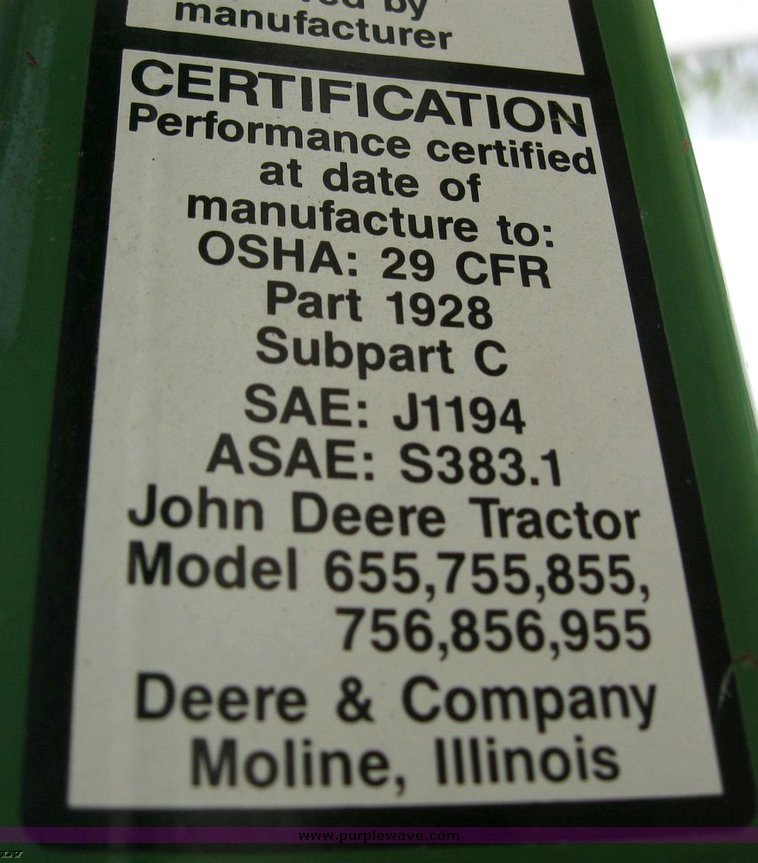 by
manufacturer
CERTIFICATION
Performance certified
at date of
manufacture to:
OSHA: 29 CFR
Part 1928
Subpart C
SAE: J1194
ASAE: S383.1
John Deere Tractor
Model 655,755,855,
756,856,955
Deere & Company
Moline, Illinois
www.purplewave.com